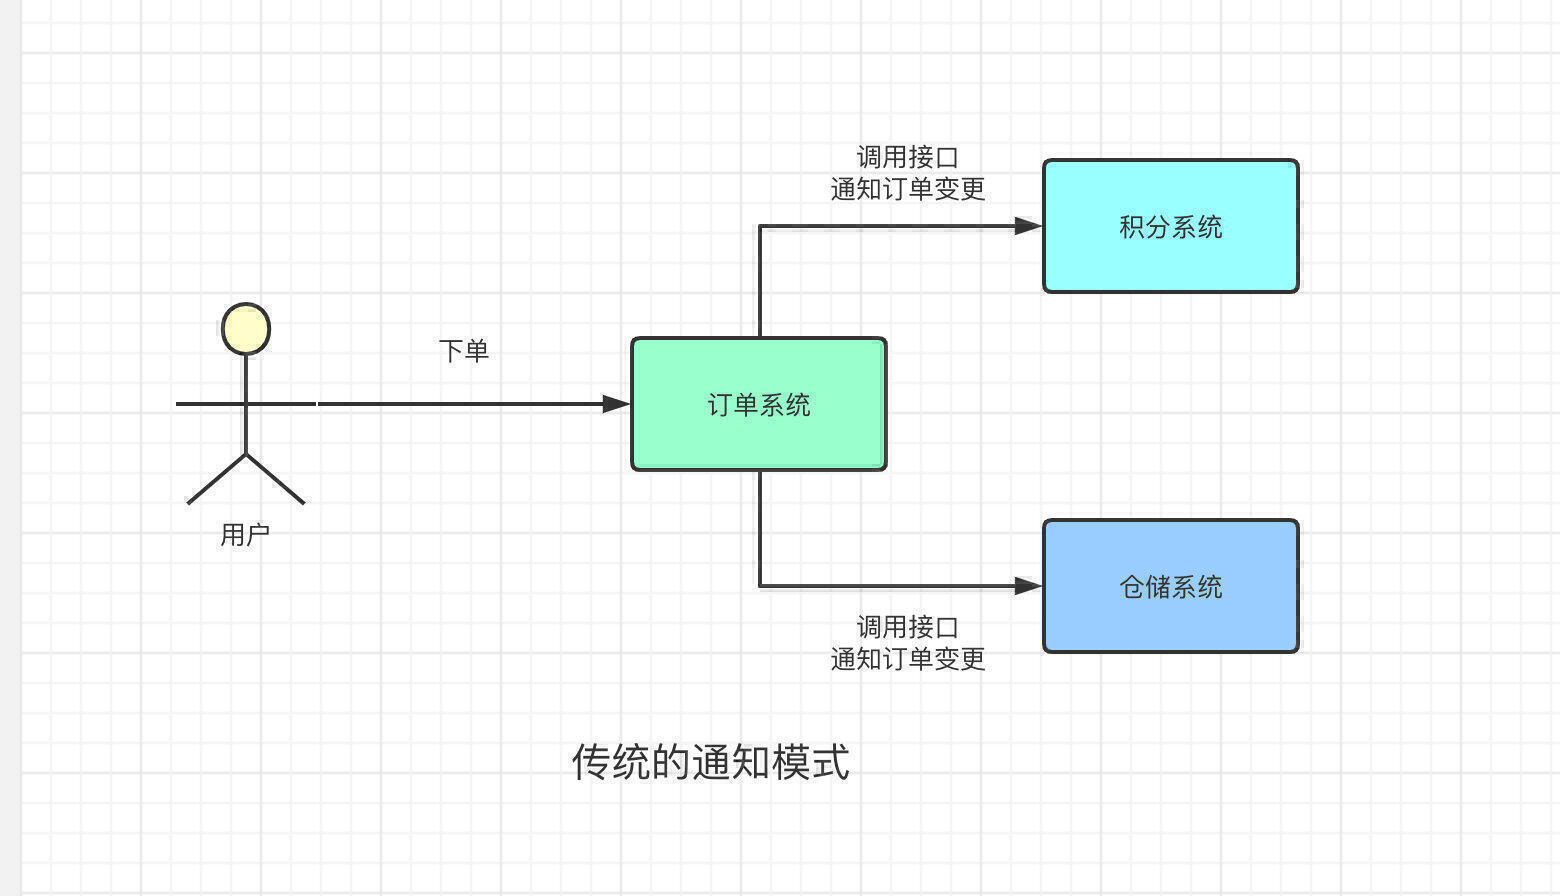 调用接口
通知订单变更
积分系统
下单
订单系统
用户
仓储系统
调用接口
通知订单变更
传统的通知模式